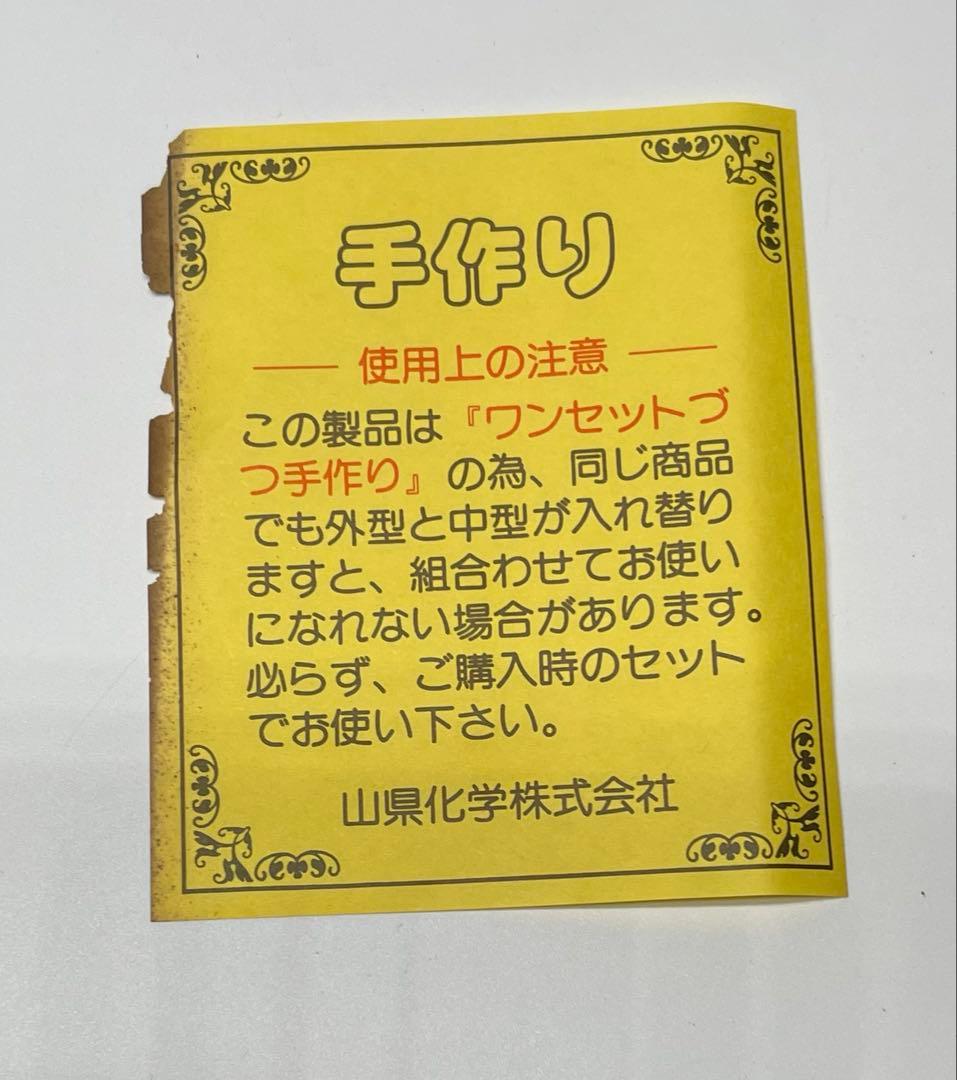 手作り
使用上の注意
この製品は『ワンセットづ
つ手作り』の為、同じ商品
でも外型と中型が入れ替り
ますと、組合わせてお使い
になれない場合があります。
必らず、ご購入時のセット
でお使い下さい。
山県化学株式会社